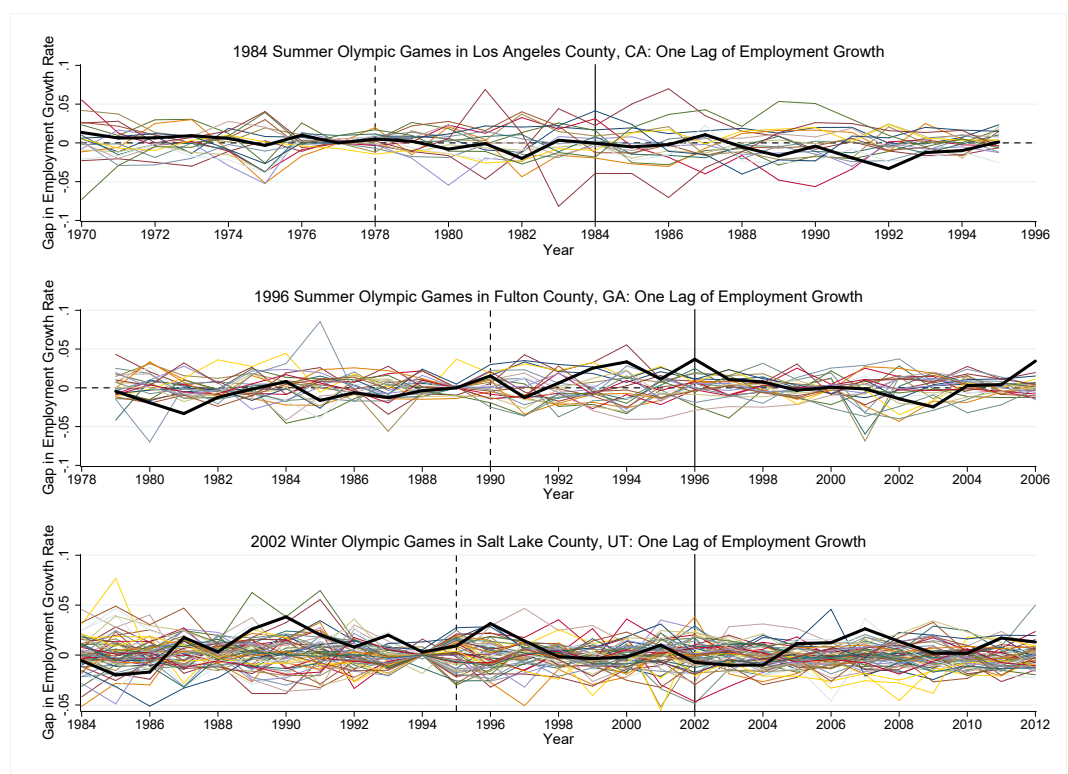 1984 Summer Olympic Games in Los Angeles County, CA: One Lag of Employment Growth
Gap in Employment Growth Rate
.1
.05
0
-.05
-.1
1970 1972 1974 1976 1978 1980 1982 1984 1986 1988 1990 1992 1994 1996
Year
1996 Summer Olympic Games in Fulton County, GA: One Lag of Employment Growth
Gap in Employment Growth Rate
.1
.05
0
-.05
-.1
1978 1980 1982 1984 1986 1988 1990 1992 1994 1996 1998 2000 2002 2004 2006
Year
2002 Winter Olympic Games in Salt Lake County, UT: One Lag of Employment Growth
Gap in Employment Growth Rate
.1
.05
0
-.05
1984 1986 1988 1990 1992 1994 1996 1998 2000 2002 2004 2006 2008 2010 2012
Year